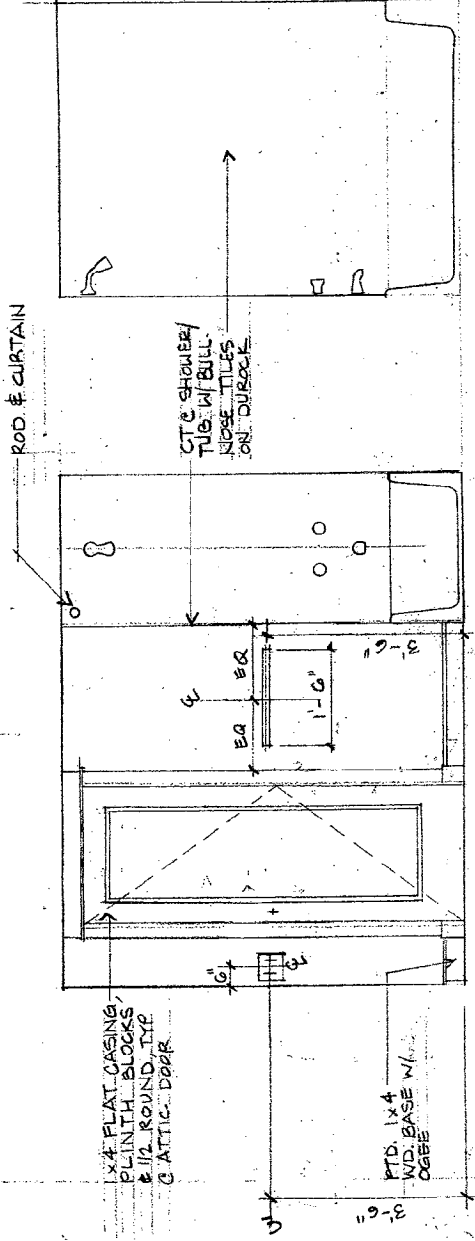 1x4 FLAT CASING,
PLINTH BLOCKS
& 1/2 ROUND TYP
@ ATTIC DOOR
ROD & CURTAIN
CT @ SHOWER/
TUB W/ BULL-
NOSE TILES
ON DUROCK
6"
EQ EQ
1'-6"
3'-6"
PTD. 1x4
WD. BASE W/
OGEE
3'-6"